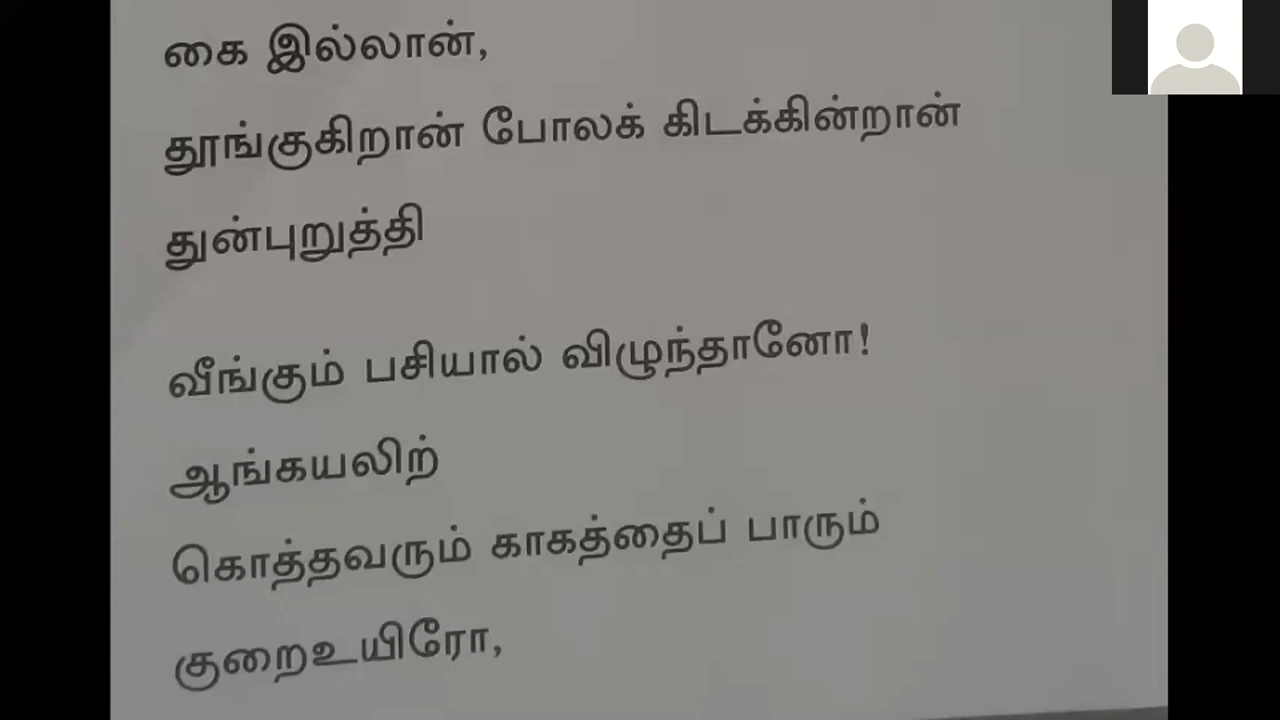 கை இல்லான்,
தூங்குகிறான் போலக் கிடக்கின்றான்
துன்புறுத்தி
வீங்கும் பசியால் விழுந்தானோ!
ஆங்கயலிற்
கொத்தவரும் காகத்தைப் பாரும்
குறைஉயிரோ,